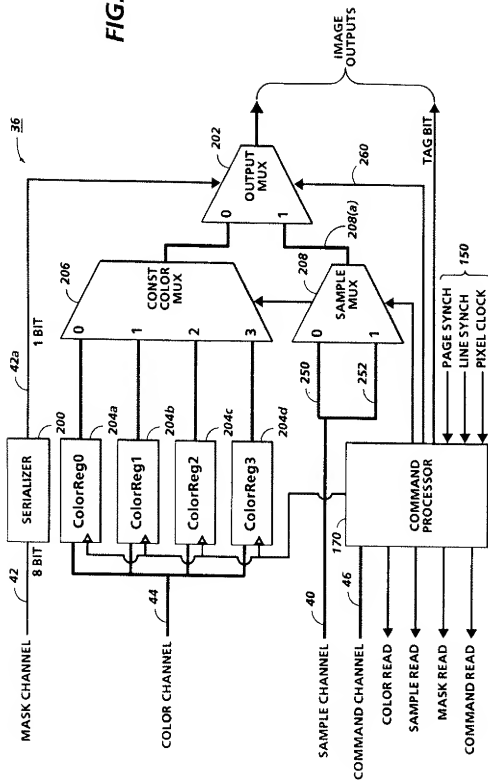 FIG.
36
MASK CHANNEL
42
8 BIT
SERIALIZER
200
42a
1 BIT
ColorReg0
204a
ColorReg1
204b
ColorReg2
204c
ColorReg3
204d
COLOR CHANNEL
44
206
CONST
COLOR
MUX
0
1
2
3
202
OUTPUT
MUX
0
1
IMAGE
OUTPUTS
208
SAMPLE
MUX
0
1
208(a)
250
252
260
TAG BIT
SAMPLE CHANNEL
40
COMMAND CHANNEL
46
170
COMMAND
PROCESSOR
COLOR READ
SAMPLE READ
MASK READ
COMMAND READ
PAGE SYNCH
LINE SYNCH
PIXEL CLOCK
150